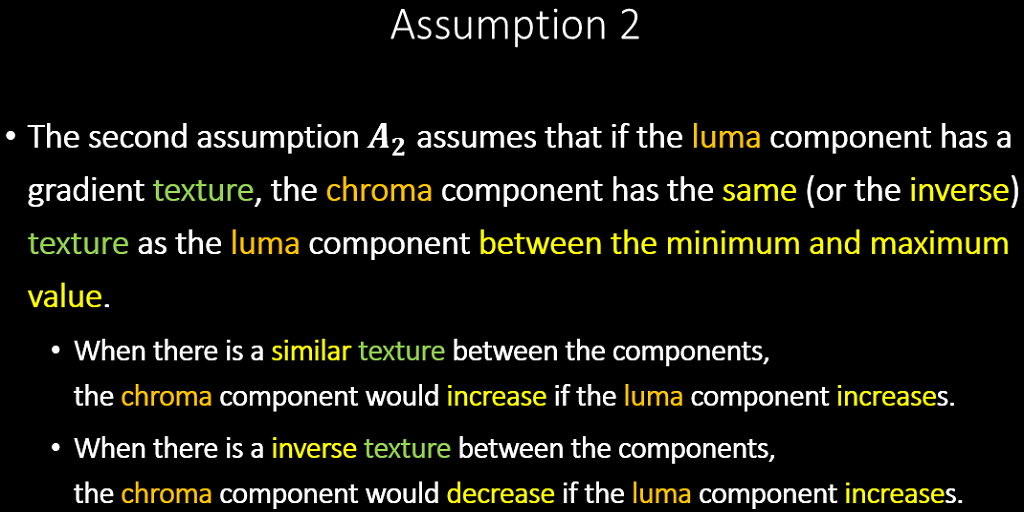 Assumption 2
• The second assumption A₂ assumes that if the luma component has a
gradient texture, the chroma component has the same (or the inverse)
texture as the luma component between the minimum and maximum
value.
• When there is a similar texture between the components,
the chroma component would increase if the luma component increases.
• When there is a inverse texture between the components,
the chroma component would decrease if the luma component increases.